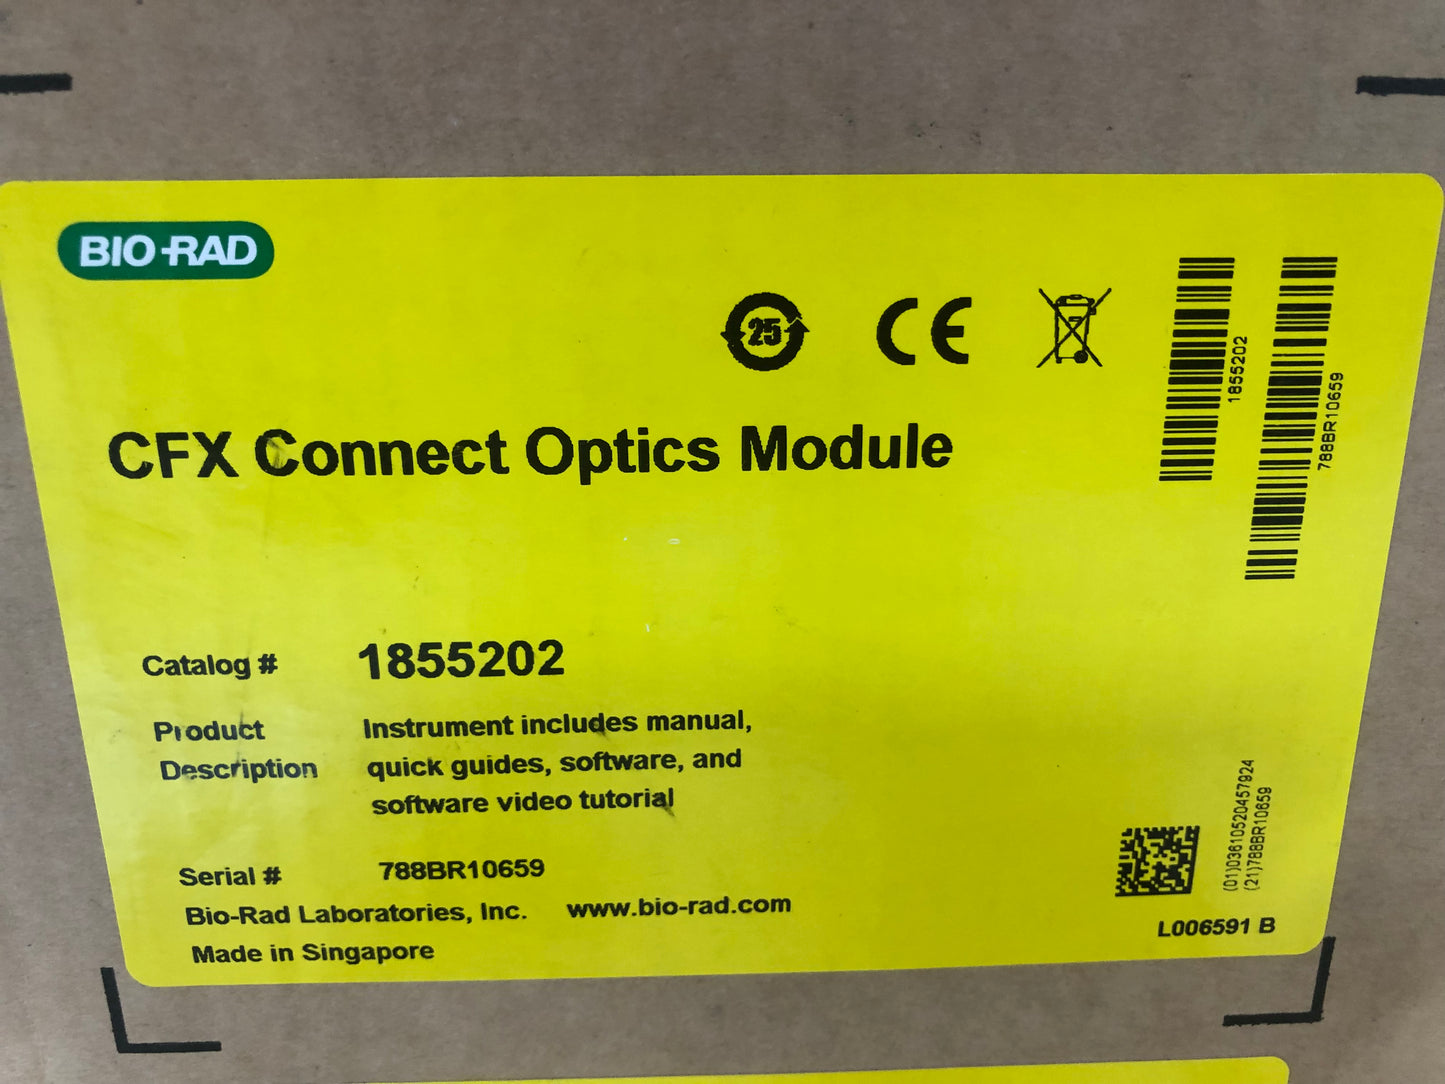 BIO-RAD
25
CE
1855202
788BR10659
CFX Connect Optics Module
Catalog # 1855202
Product Description Instrument includes manual,
quick guides, software, and
software video tutorial
Serial # 788BR10659
Bio-Rad Laboratories, Inc. www.bio-rad.com
Made in Singapore
(01)03610520457924
(21)788BR10659
L006591 B